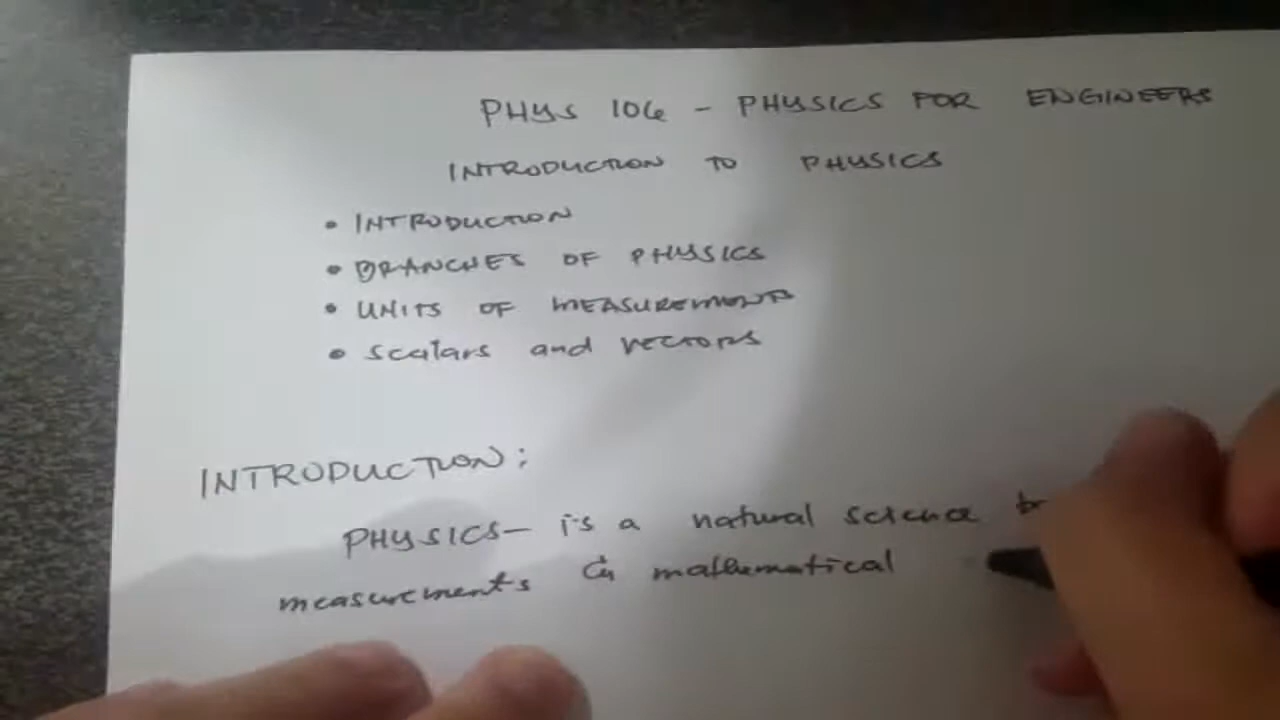 PHYS 106 - PHYSICS FOR ENGINEERS
INTRODUCTION TO PHYSICS
• INTRODUCTION
• BRANCHES OF PHYSICS
• UNITS OF MEASUREMENTS
• Scalars and vectors
INTRODUCTION:
PHYSICS- is a natural science
measurements & mathematical